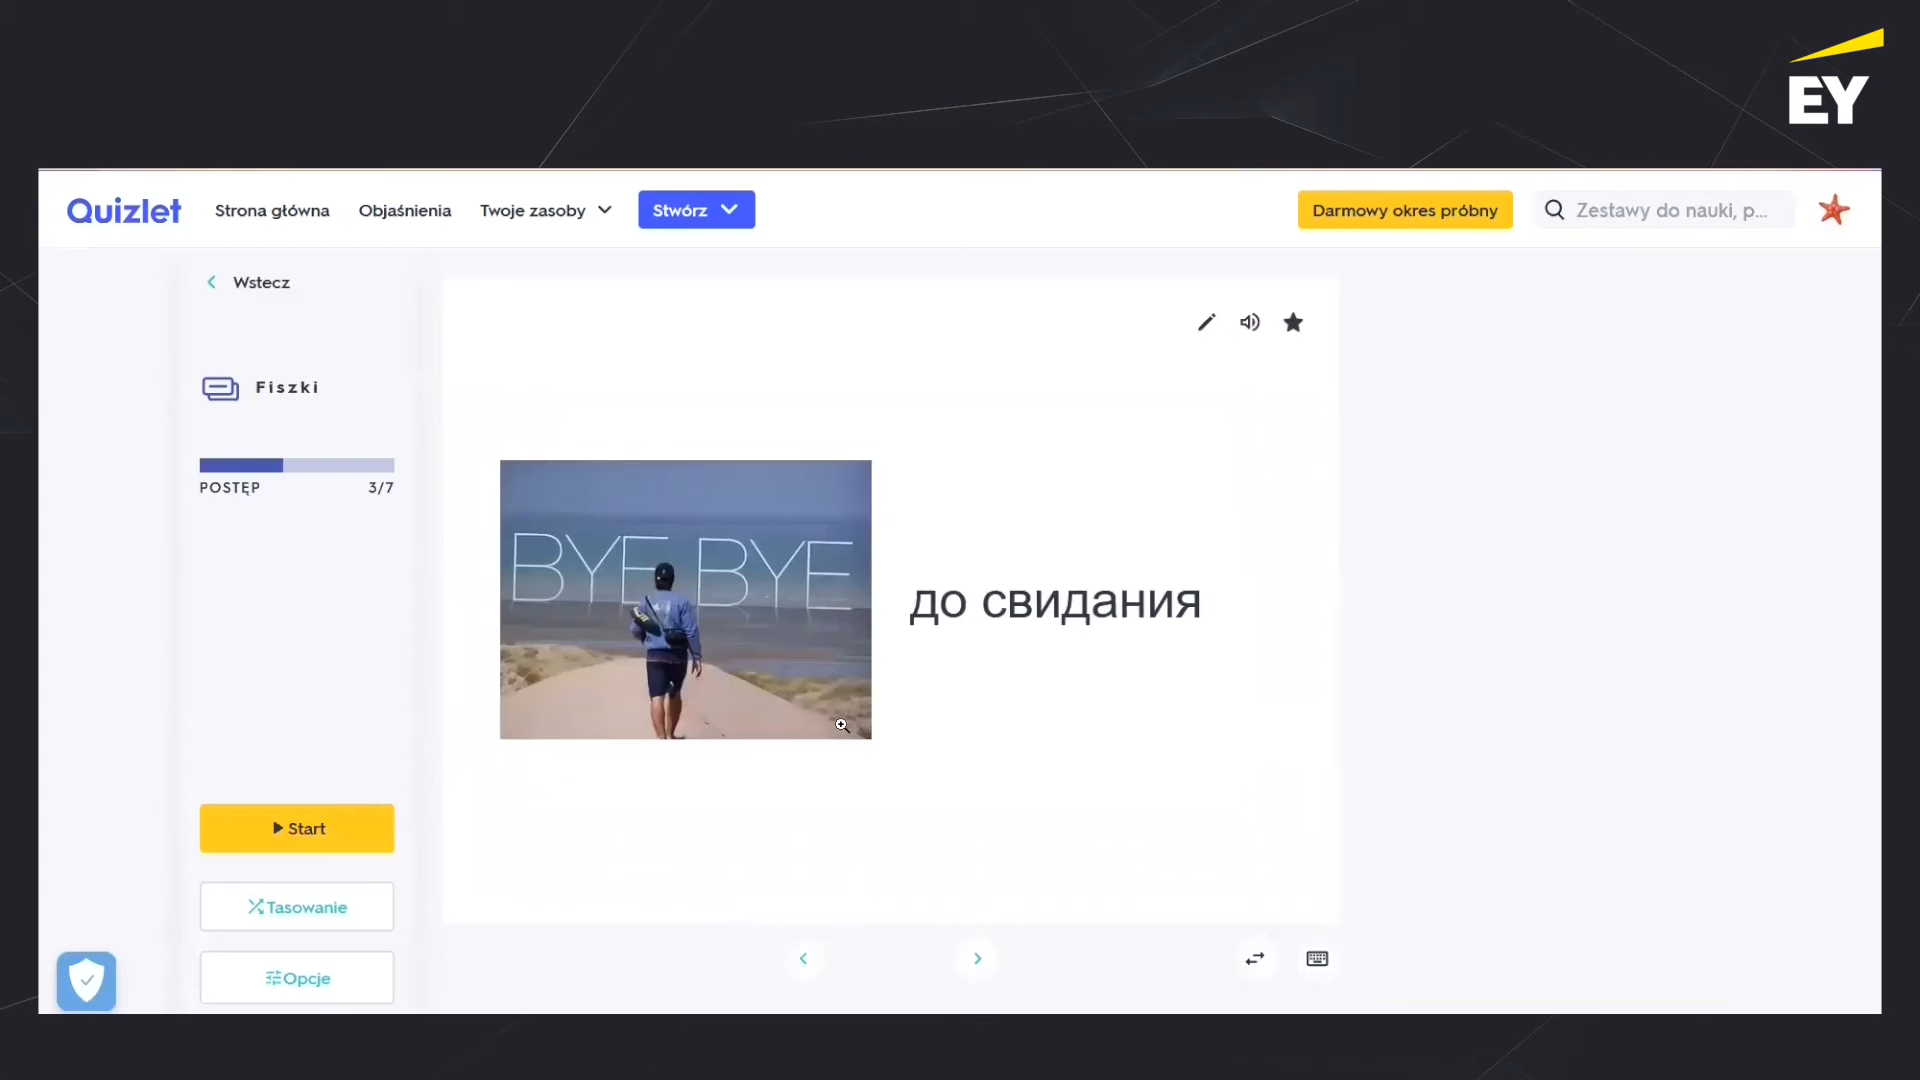 EY
Quizlet
Strona główna
Objaśnienia
Twoje zasoby
Stwórz
Darmowy okres próbny
Zestawy do nauki, p...
Wstecz
Fiszki
POSTĘP
3/7
BYE BYE
до свидания
Start
Tasowanie
Opcje